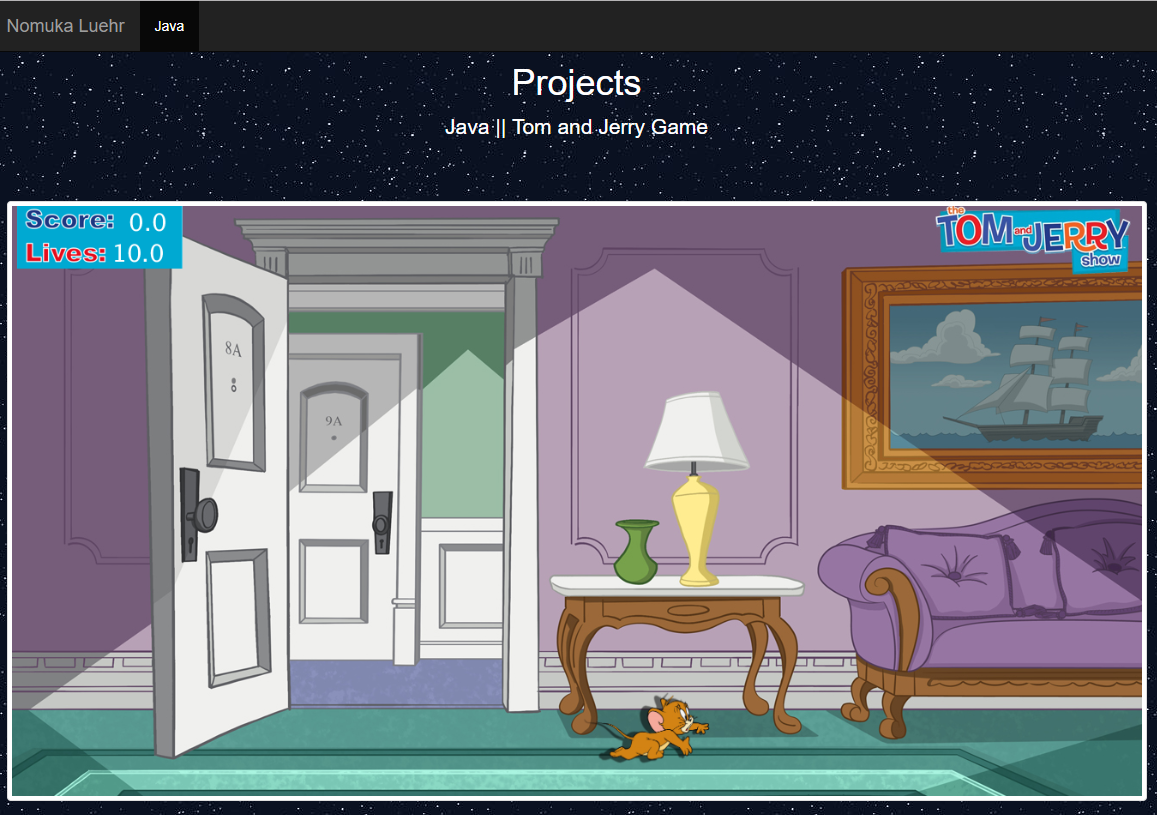 Nomuka Luehr Java
Projects
Java || Tom and Jerry Game
Score: 0.0
Lives: 10.0
the
TOM and JERRY
show
8A
9A